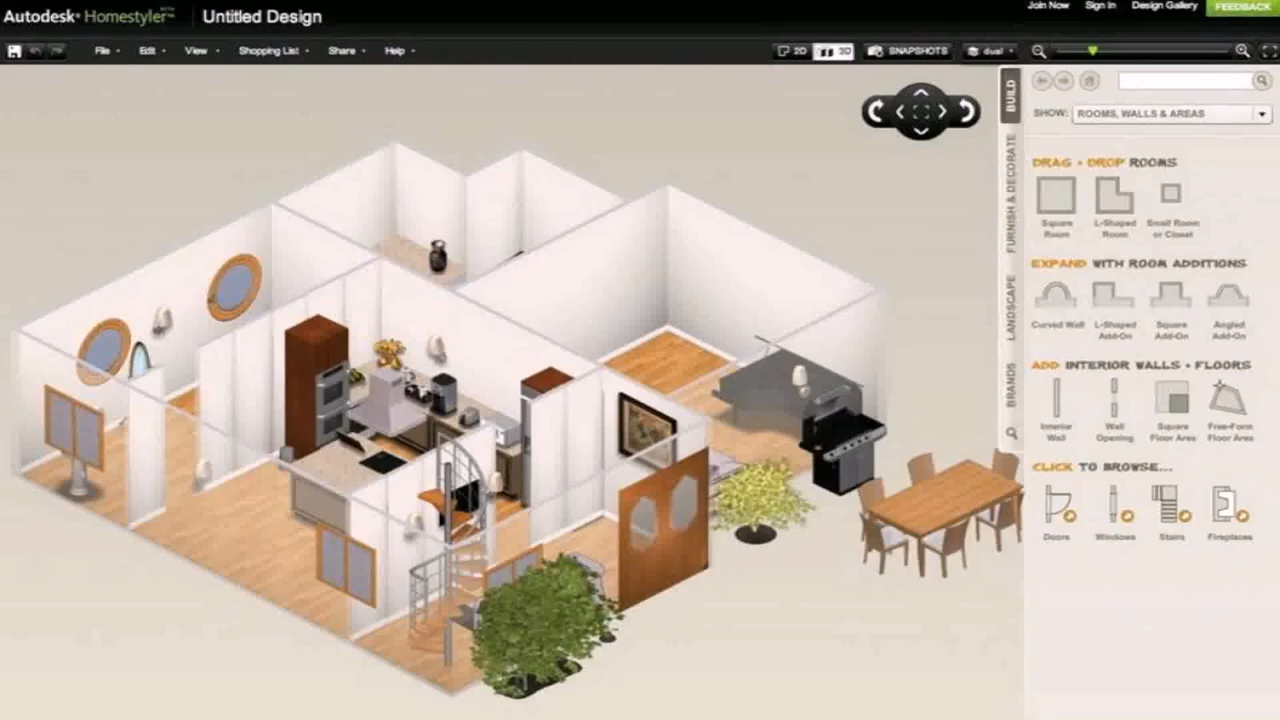 Autodesk® Homestyler™ BETA
Untitled Design
Join Now Sign In Design Gallery FEEDBACK
File Edit View Shopping List Share Help
2D 3D SNAPSHOTS dual
BUILD
FURNISH & DECORATE
LANDSCAPE
BRANDS
SHOW: ROOMS, WALLS & AREAS
DRAG + DROP ROOMS
Square Room
L-Shaped Room
Small Room or Closet
EXPAND WITH ROOM ADDITIONS
Curved Wall
L-Shaped Add-On
Square Add-On
Angled Add-On
ADD INTERIOR WALLS + FLOORS
Interior Wall
Wall Opening
Square Floor Area
Free-Form Floor Area
CLICK TO BROWSE...
Doors Windows Stairs Fireplaces